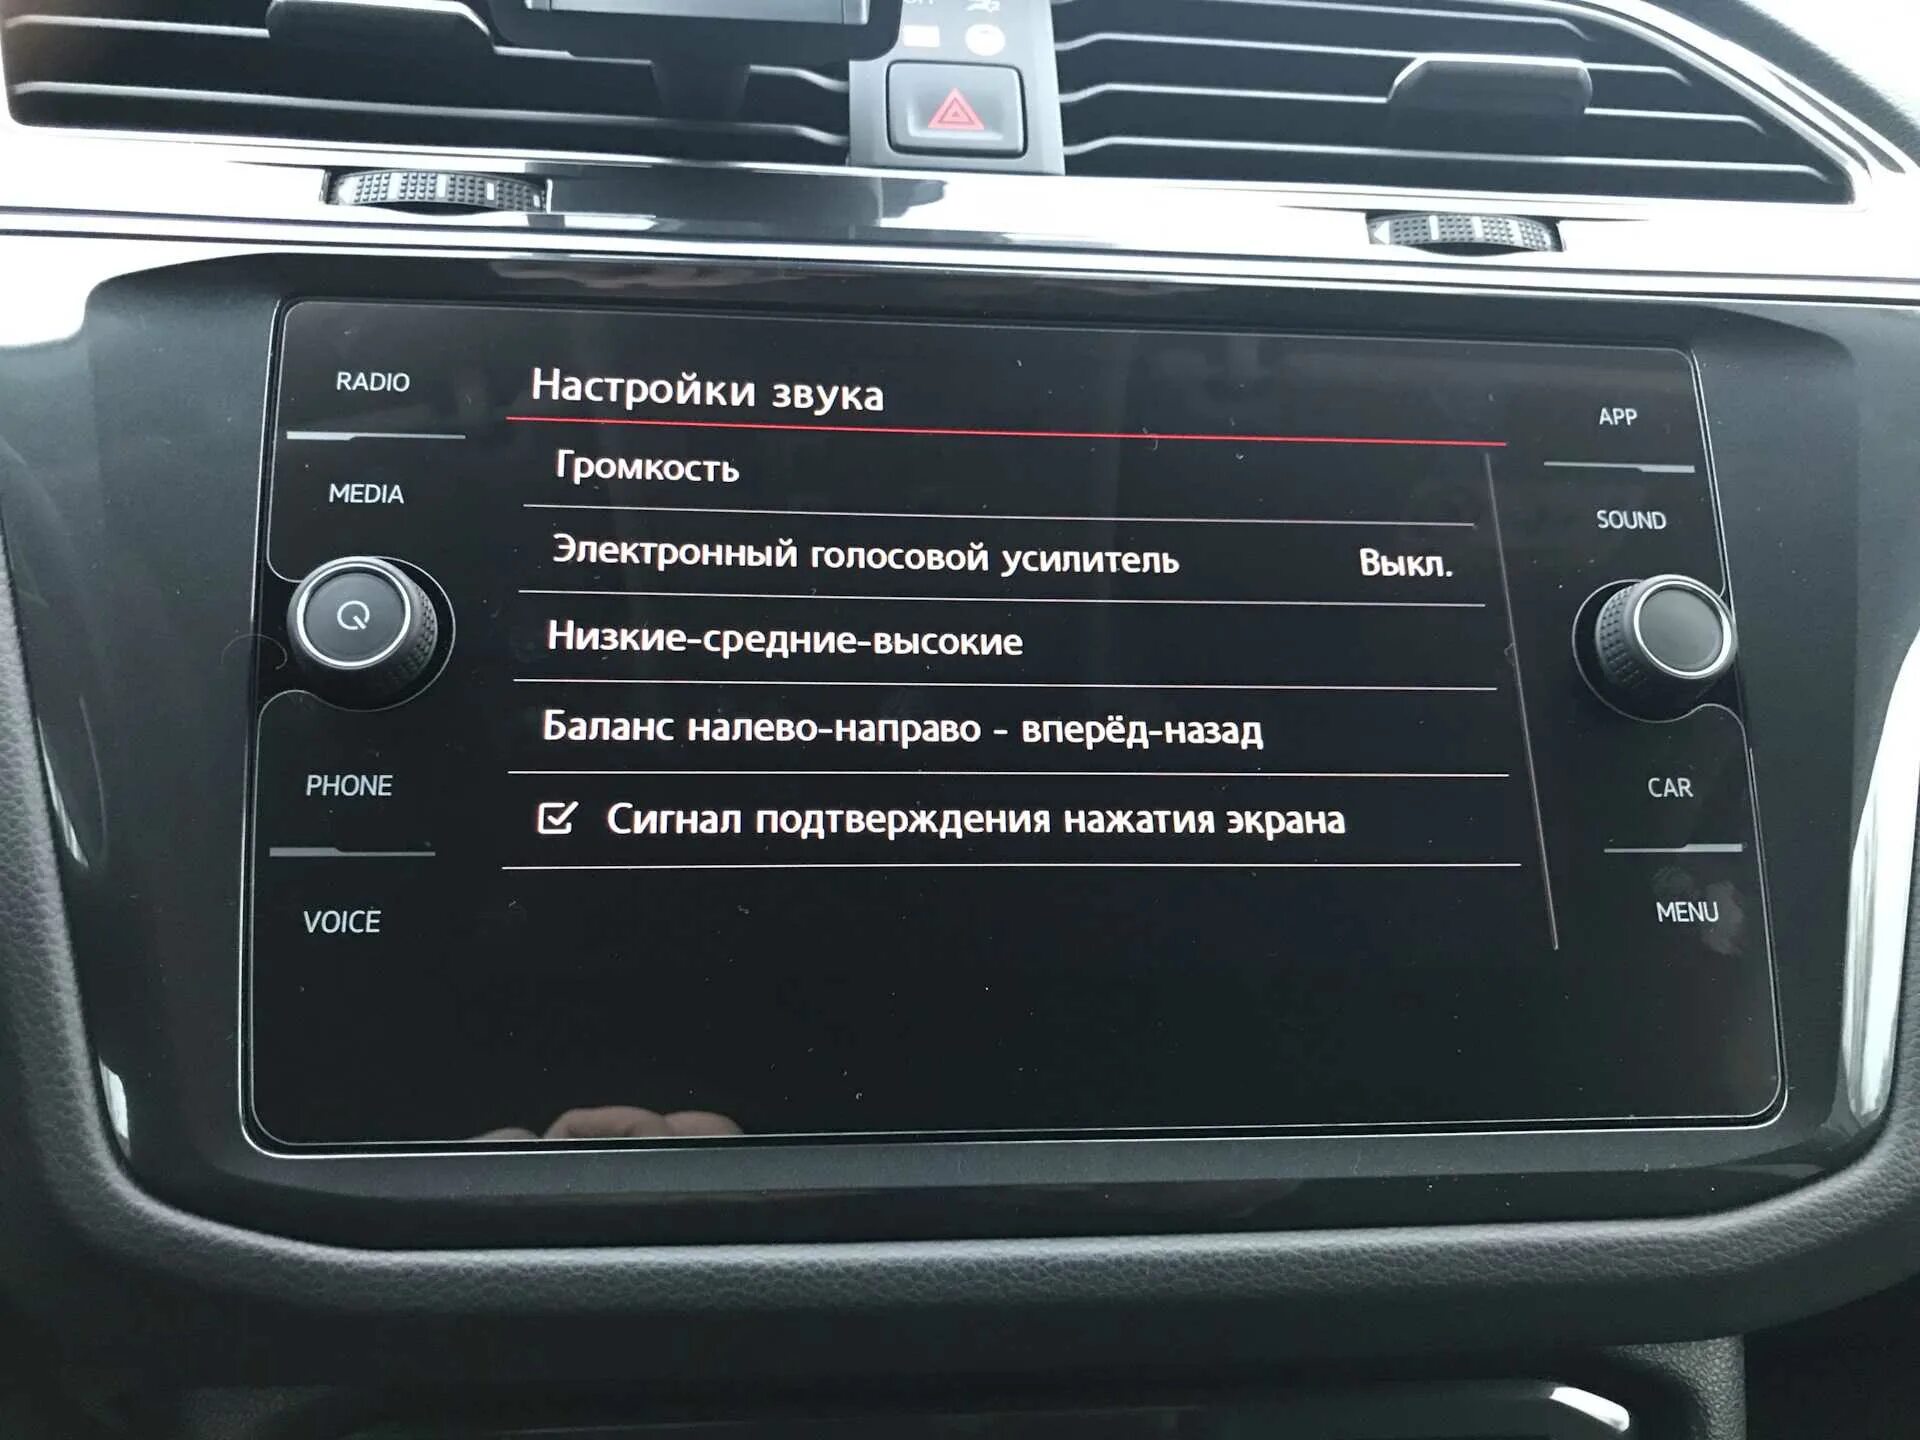 RADIO
MEDIA
PHONE
VOICE
Настройки звука
Громкость
Электронный голосовой усилитель Выкл.
Низкие-средние-высокие
Баланс налево-направо - вперёд-назад
Сигнал подтверждения нажатия экрана
APP
SOUND
CAR
MENU